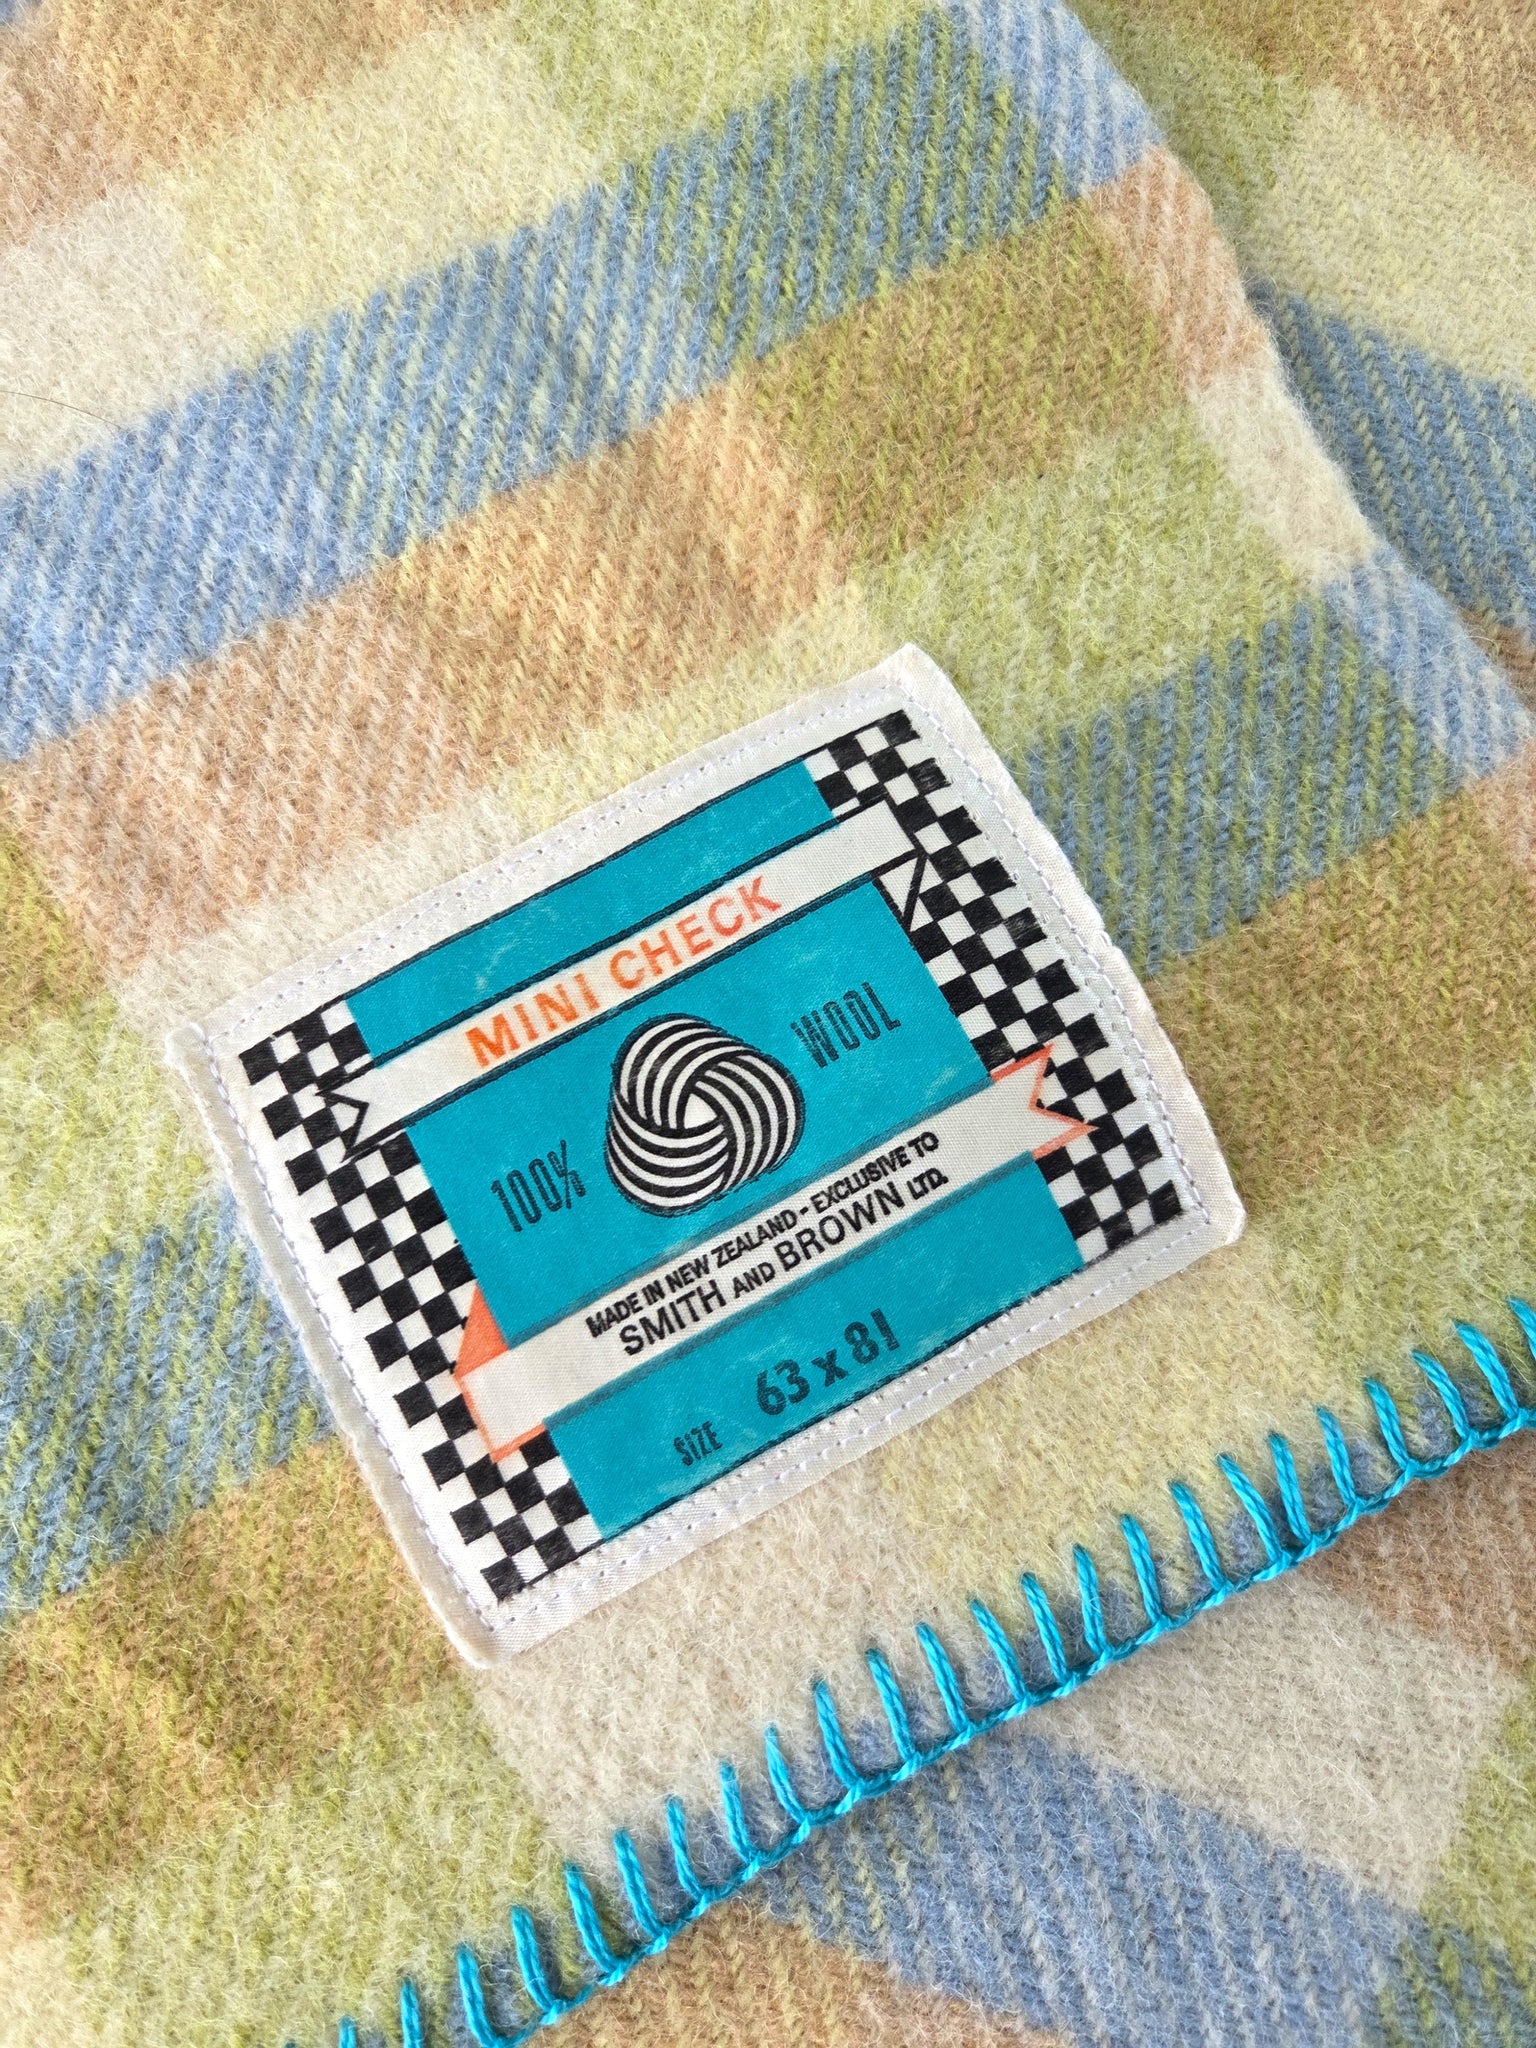 MINI CHECK
100% WOOL
MADE IN NEW ZEALAND - EXCLUSIVE TO
SMITH AND BROWN LTD.
SIZE 63 x 81